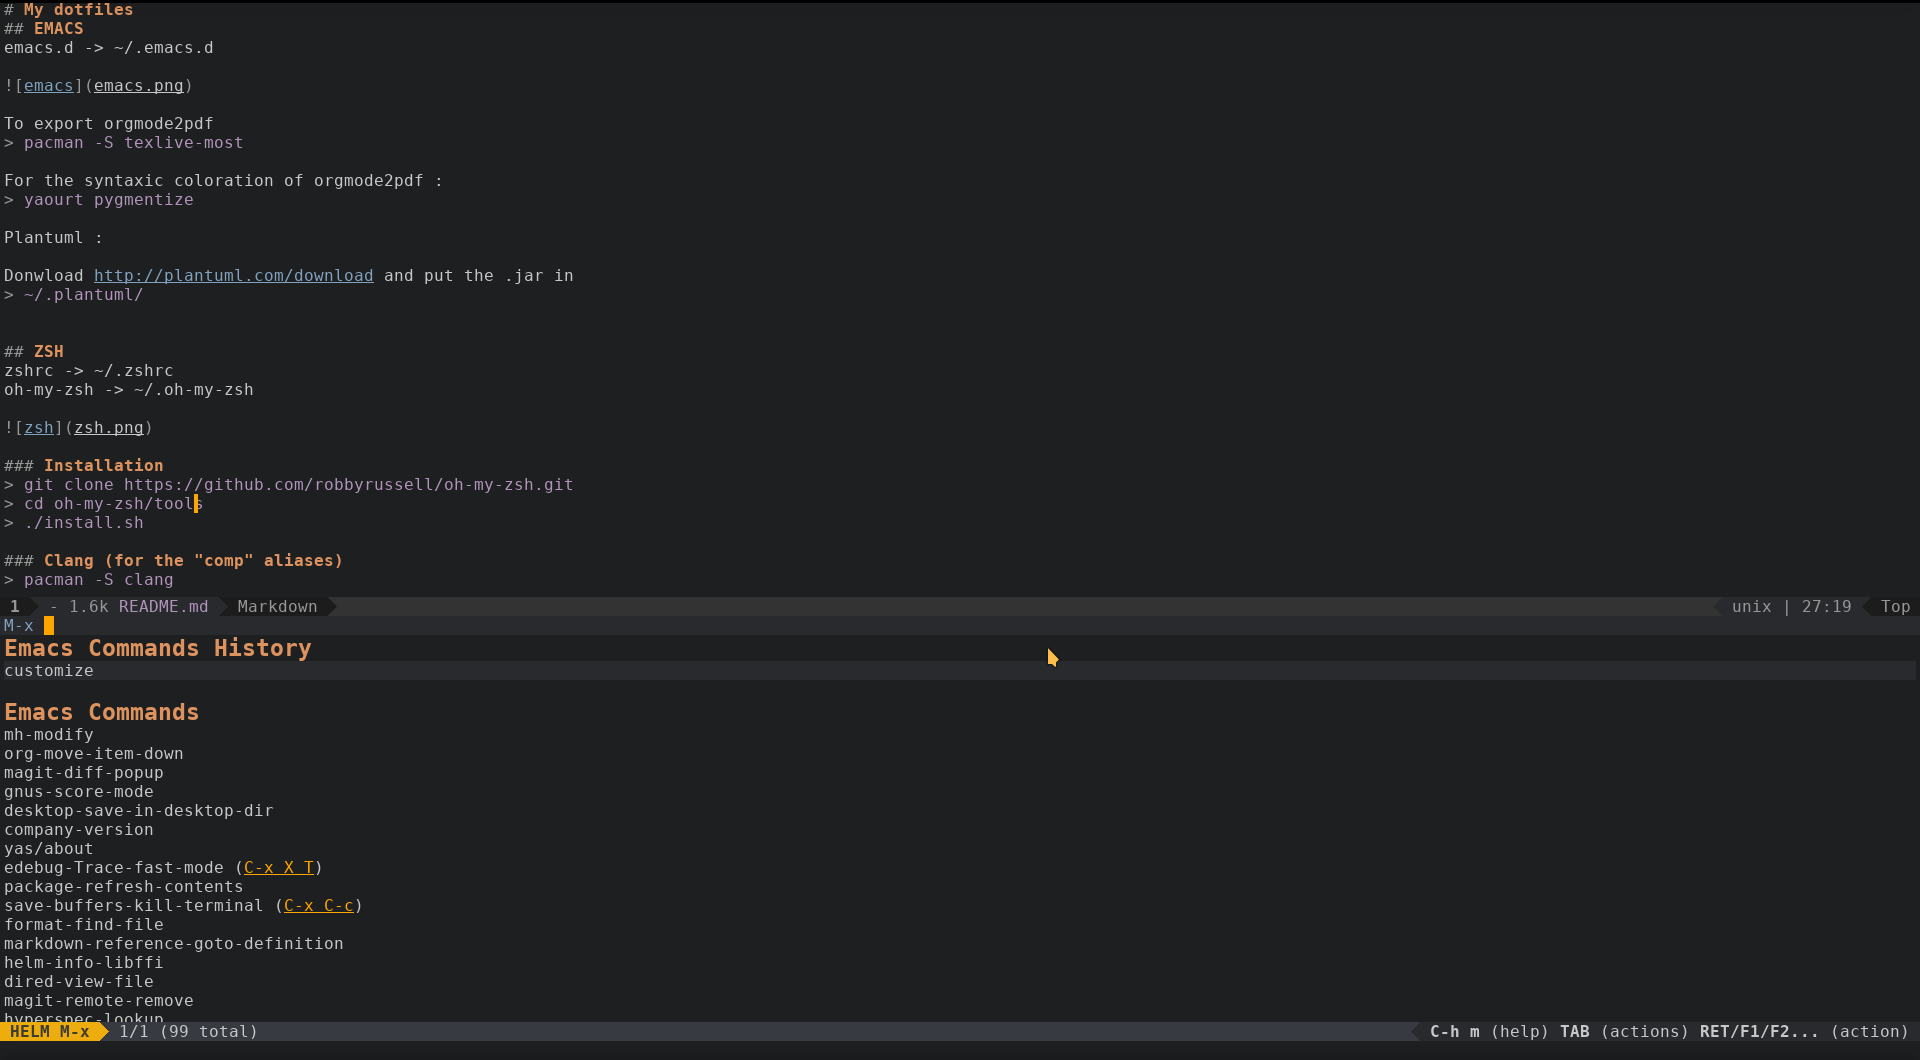 # My dotfiles
## EMACS
emacs.d -> ~/.emacs.d
![emacs](emacs.png)
To export orgmode2pdf
> pacman -S texlive-most
For the syntaxic coloration of orgmode2pdf :
> yaourt pygmentize
Plantuml :
Donwload http://plantuml.com/download and put the .jar in
> ~/.plantuml/
## ZSH
zshrc -> ~/.zshrc
oh-my-zsh -> ~/.oh-my-zsh
![zsh](zsh.png)
### Installation
> git clone https://github.com/robbyrussell/oh-my-zsh.git
> cd oh-my-zsh/tools
> ./install.sh
### Clang (for the "comp" aliases)
> pacman -S clang
1 - 1.6k README.md Markdown unix | 27:19 Top
M-x
Emacs Commands History
customize
Emacs Commands
mh-modify
org-move-item-down
magit-diff-popup
gnus-score-mode
desktop-save-in-desktop-dir
company-version
yas/about
edebug-Trace-fast-mode (C-x X T)
package-refresh-contents
save-buffers-kill-terminal (C-x C-c)
format-find-file
markdown-reference-goto-definition
helm-info-libffi
dired-view-file
magit-remote-remove
hyperspec-lookup
HELM M-x 1/1 (99 total) C-h m (help) TAB (actions) RET/F1/F2... (action)